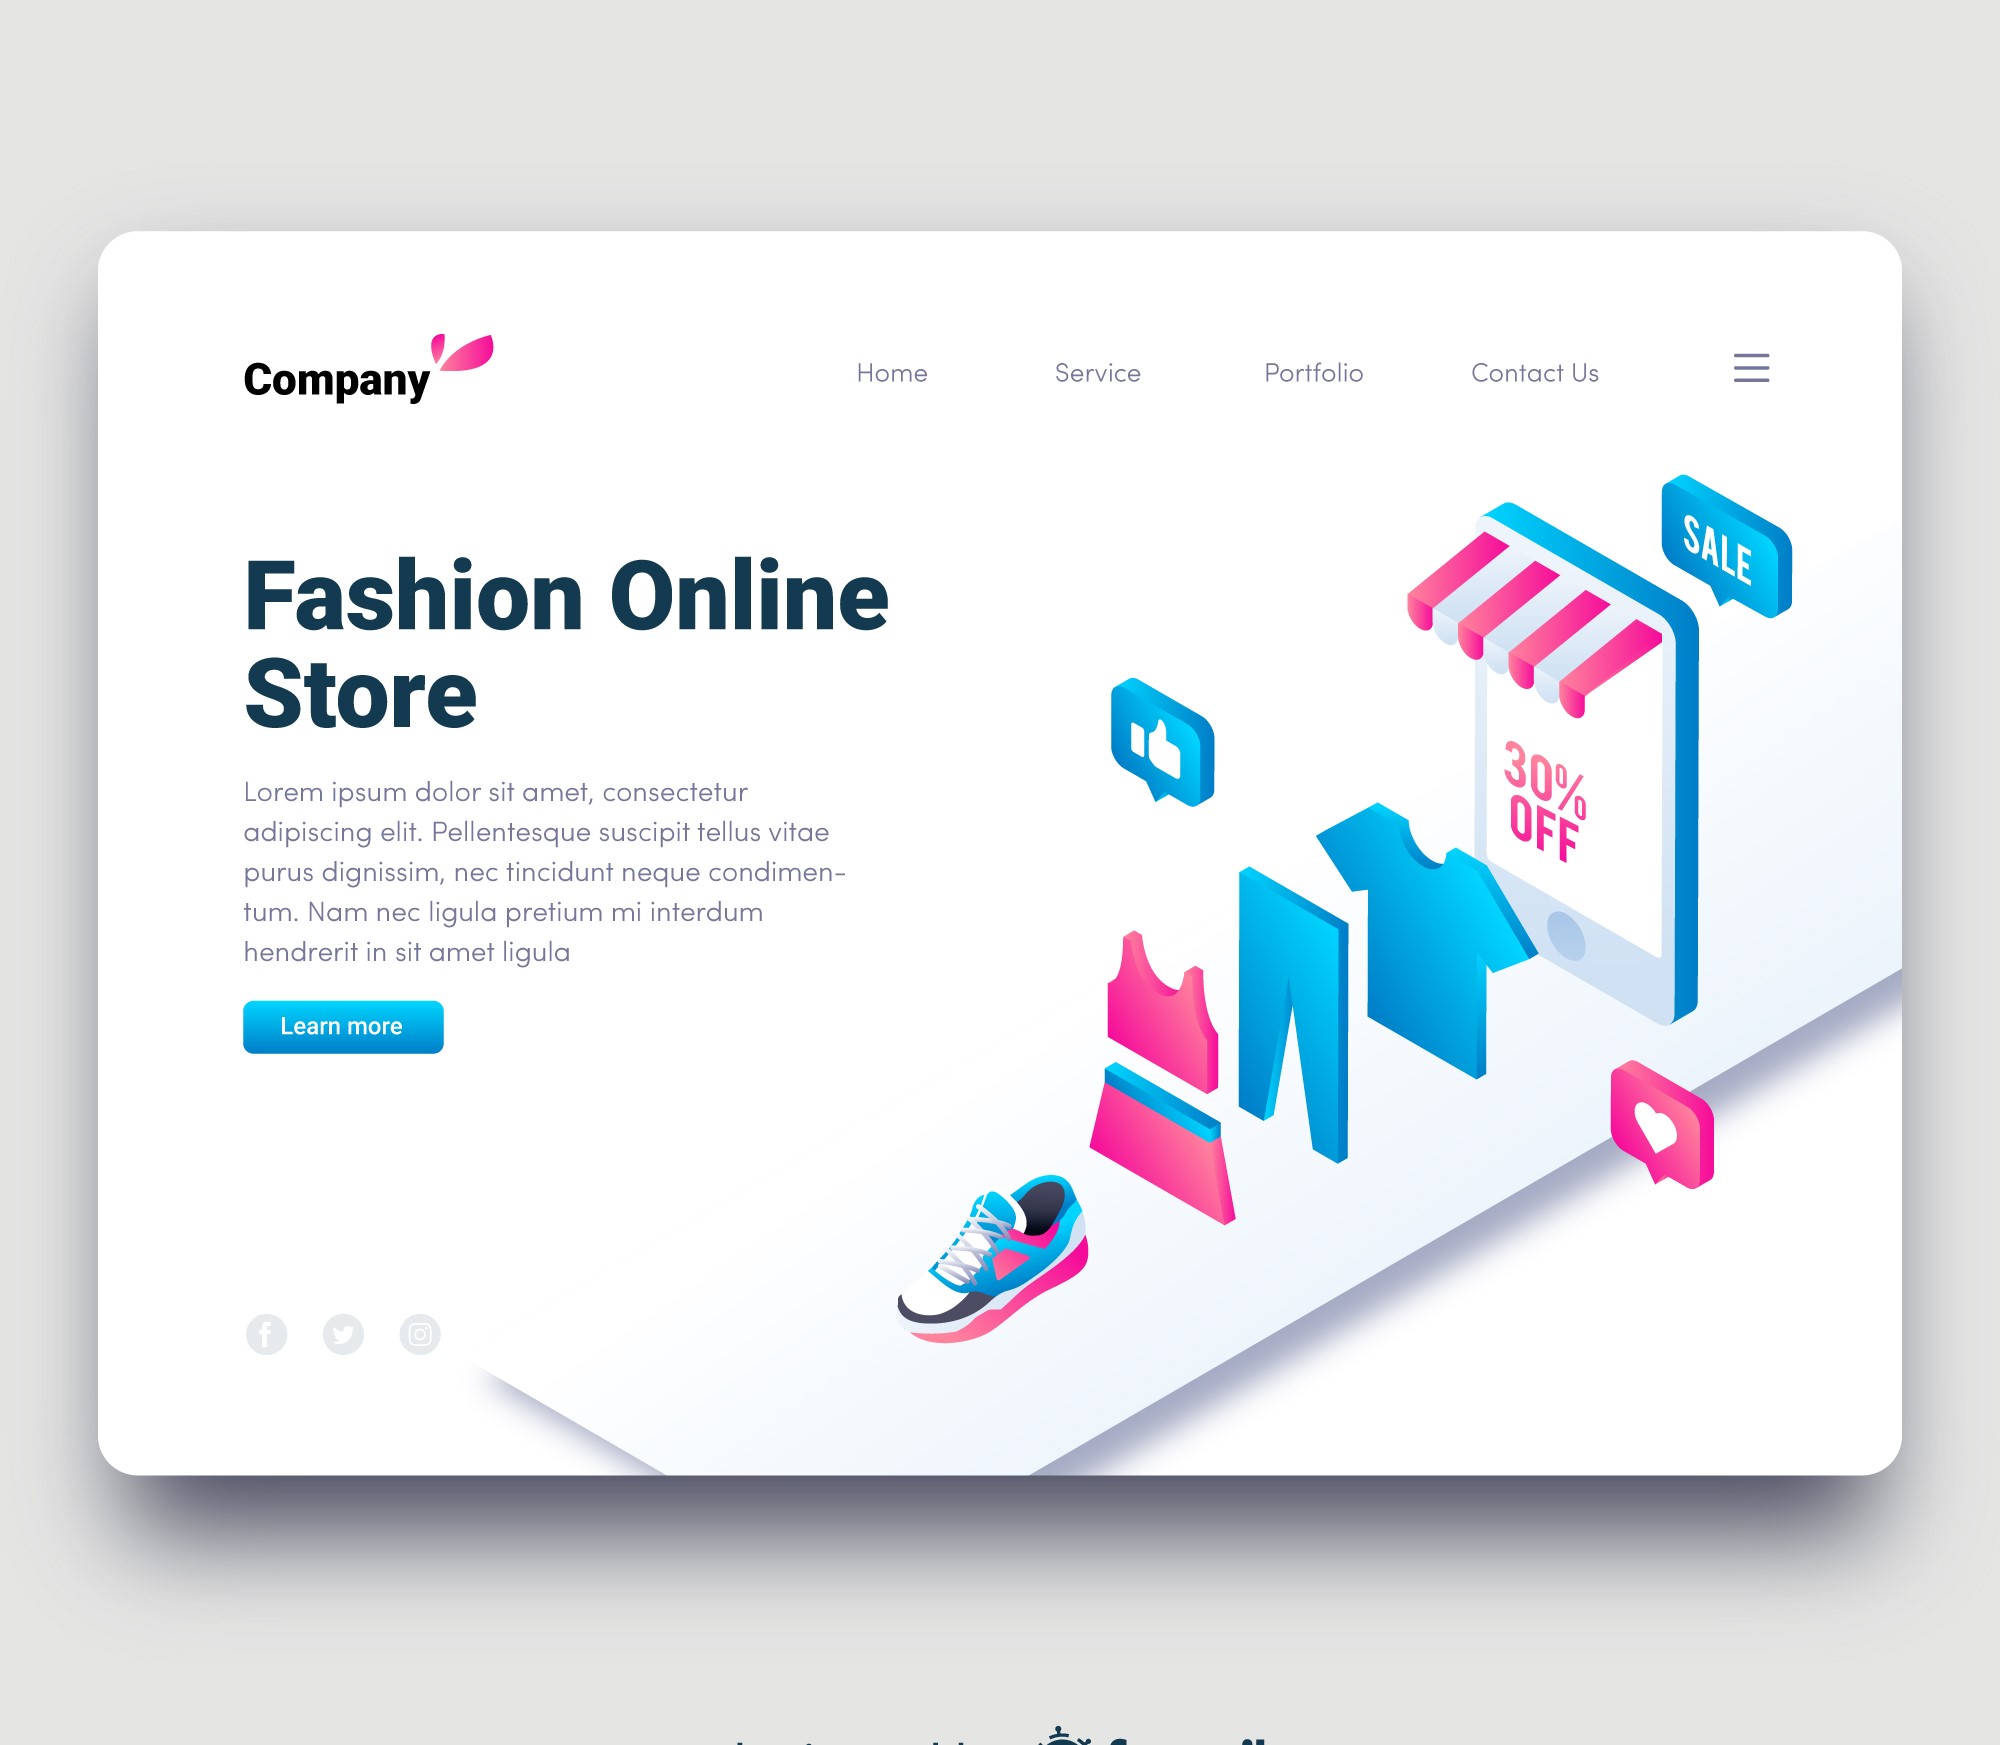 Company
Home
Service
Portfolio
Contact Us
SALE
Fashion Online
Store
30%
OFF
Lorem ipsum dolor sit amet, consectetur
adipiscing elit. Pellentesque suscipit tellus vitae
purus dignissim, nec tincidunt neque condimen-
tum. Nam nec ligula pretium mi interdum
hendrerit in sit amet ligula
Learn more